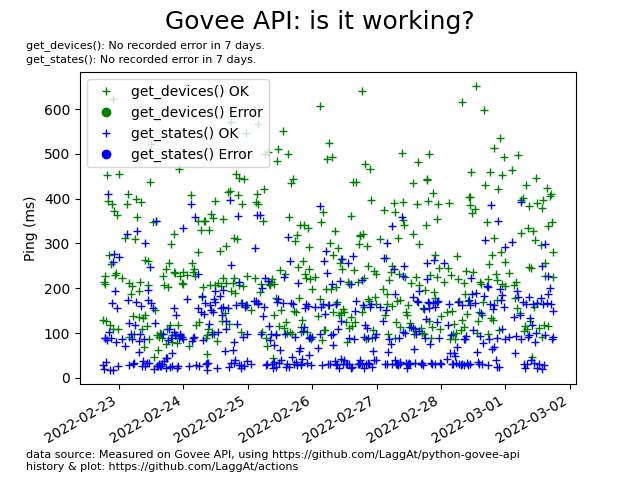 Govee API: is it working?
get_devices(): No recorded error in 7 days.
get_states(): No recorded error in 7 days.
get_devices() OK
get_devices() Error
get_states() OK
get_states() Error
Ping (ms)
600
500
400
300
200
100
0
2022-02-23
2022-02-24
2022-02-25
2022-02-26
2022-02-27
2022-02-28
2022-03-01
2022-03-02
data source: Measured on Govee API, using https://github.com/LaggAt/python-govee-api
history & plot: https://github.com/LaggAt/actions